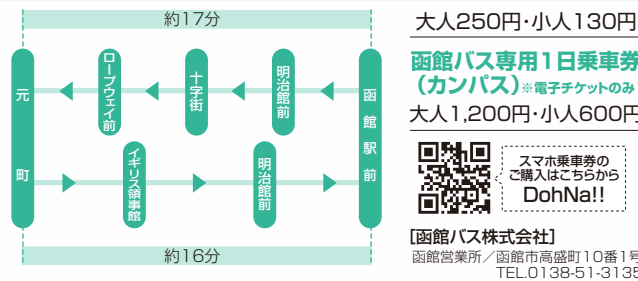 約17分
元町
ロープウェイ前
十字街
明治館前
函館駅前
イギリス領事館
明治館前
約16分
大人250円・小人130円
函館バス専用1日乗車券
(カンパス)※電子チケットのみ
大人1,200円・小人600円
スマホ乗車券の
ご購入はこちらから
DohNa!!
[函館バス株式会社]
函館営業所／函館市高盛町10番1号
TEL.0138-51-3135